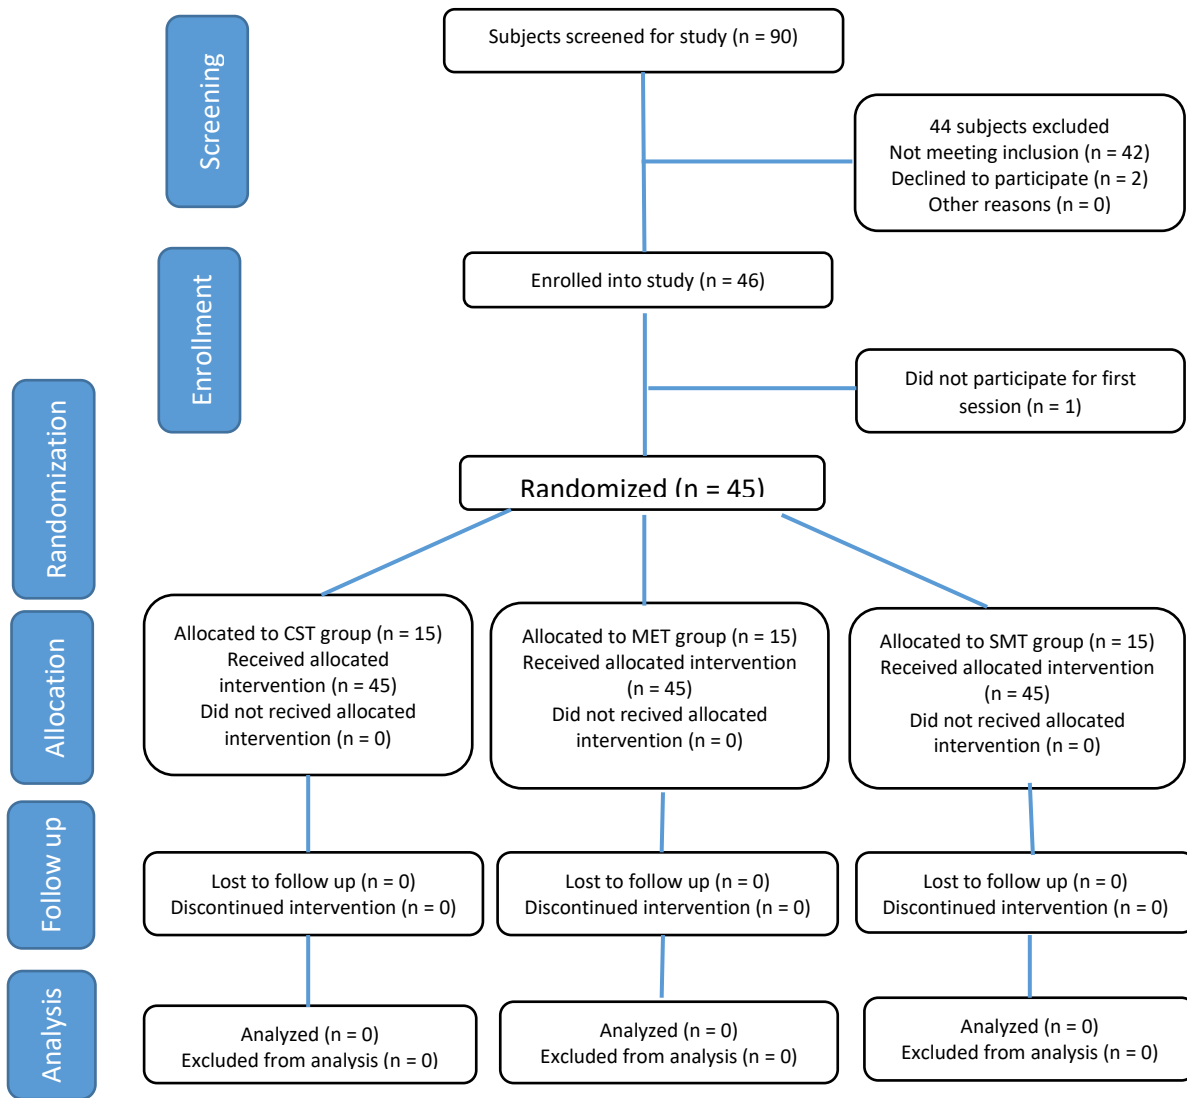 Screening
Subjects screened for study (n = 90)
44 subjects excluded
Not meeting inclusion (n = 42)
Declined to participate (n = 2)
Other reasons (n = 0)
Enrollment
Enrolled into study (n = 46)
Did not participate for first
session (n = 1)
Randomization
Randomized (n = 45)
Allocation
Allocated to CST group (n = 15)
Received allocated
intervention (n = 45)
Did not recived allocated
intervention (n = 0)
Allocated to MET group (n = 15)
Received allocated intervention
(n = 45)
Did not recived allocated
intervention (n = 0)
Allocated to SMT group (n = 15)
Received allocated intervention
(n = 45)
Did not recived allocated
intervention (n = 0)
Follow up
Lost to follow up (n = 0)
Discontinued intervention (n = 0)
Lost to follow up (n = 0)
Discontinued intervention (n = 0)
Lost to follow up (n = 0)
Discontinued intervention (n = 0)
Analysis
Analyzed (n = 0)
Excluded from analysis (n = 0)
Analyzed (n = 0)
Excluded from analysis (n = 0)
Analyzed (n = 0)
Excluded from analysis (n = 0)